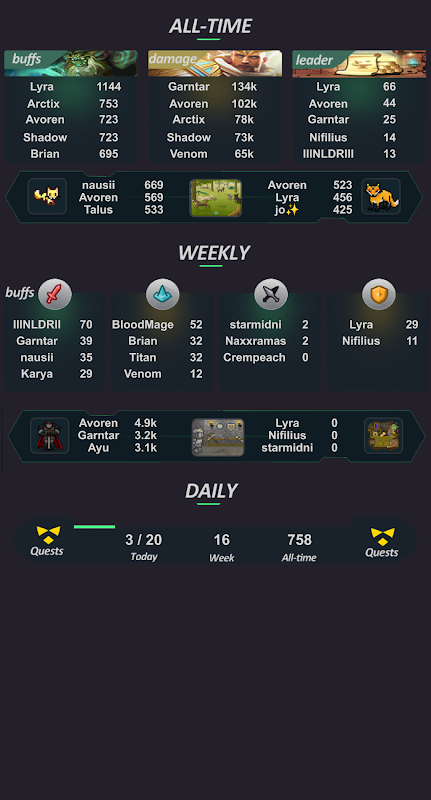 ALL-TIME
buffs damage leader
Lyra 1144 Garntar 134k Lyra 66
Arctix 753 Avoren 102k Avoren 44
Avoren 723 Arctix 78k Garntar 25
Shadow 723 Shadow 73k Nifilius 14
Brian 695 Venom 65k IIINLDRIII 13
nausii 669 Avoren 523
Avoren 569 Lyra 456
Talus 533 jo✨ 425
WEEKLY
buffs
IIINLDRII 70 BloodMage 52 starmidni 2 Lyra 29
Garntar 39 Brian 32 Naxxramas 2 Nifilius 11
nausii 35 Titan 32 Crempeach 0
Karya 29 Venom 12
Avoren 4.9k Lyra 0
Garntar 3.2k Nifilius 0
Ayu 3.1k starmidni 0
DAILY
3 / 20 16 758
Quests Today Week All-time Quests